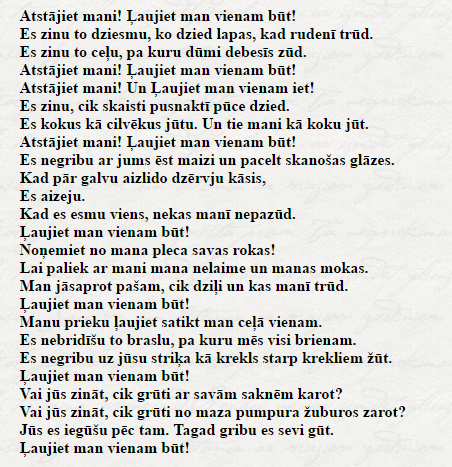 Atstājiet mani! Ļaujiet man vienam būt!
Es zinu to dziesmu, ko dzied lapas, kad rudenī trūd.
Es zinu to ceļu, pa kuru dūmi debesīs zūd.
Atstājiet mani! Ļaujiet man vienam būt!
Atstājiet mani! Un Ļaujiet man vienam iet!
Es zinu, cik skaisti pusnaktī pūce dzied.
Es kokus kā cilvēkus jūtu. Un tie mani kā koku jūt.
Atstājiet mani! Ļaujiet man vienam būt!
Es negribu ar jums ēst maizi un pacelt skanošas glāzes.
Kad pār galvu aizlido dzērvju kāsis,
Es aizeju.
Kad es esmu viens, nekas manī nepazūd.
Ļaujiet man vienam būt!
Noņemiet no mana pleca savas rokas!
Lai paliek ar mani mana nelaime un manas mokas.
Man jāsaprot pašam, cik dziļi un kas manī trūd.
Ļaujiet man vienam būt!
Manu prieku ļaujiet satikt man ceļā vienam.
Es nebridīšu to braslu, pa kuru mēs visi brienam.
Es negribu uz jūsu striķa kā krekls starp krekliem žūt.
Ļaujiet man vienam būt!
Vai jūs zināt, cik grūti ar savām saknēm karot?
Vai jūs zināt, cik grūti no maza pumpura žuburos zarot?
Jūs es iegūšu pēc tam. Tagad gribu es sevi gūt.
Ļaujiet man vienam būt!